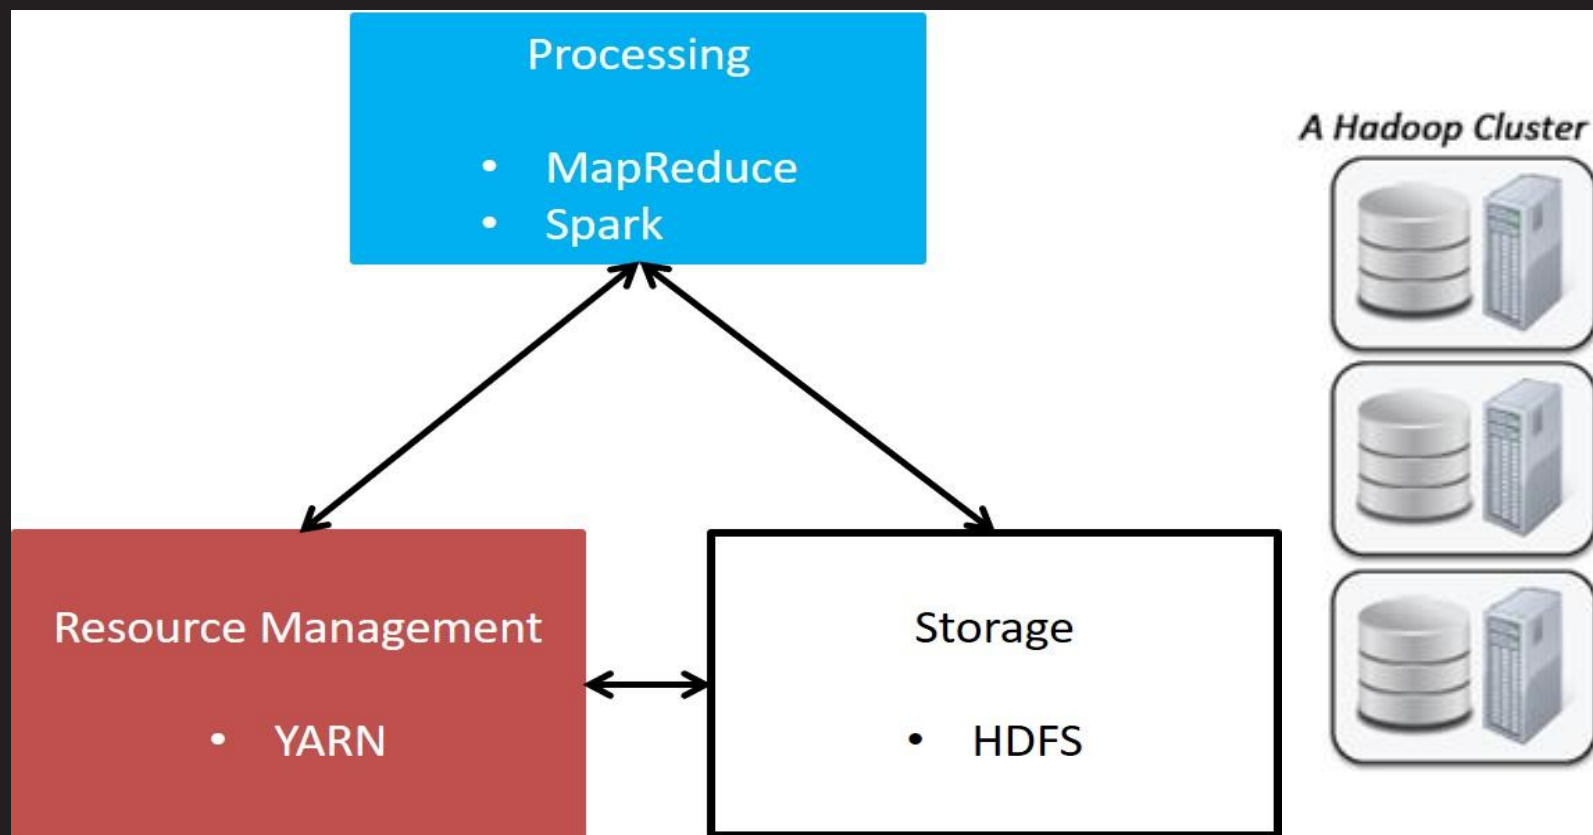 Processing
• MapReduce
• Spark
A Hadoop Cluster
Resource Management
• YARN
Storage
• HDFS